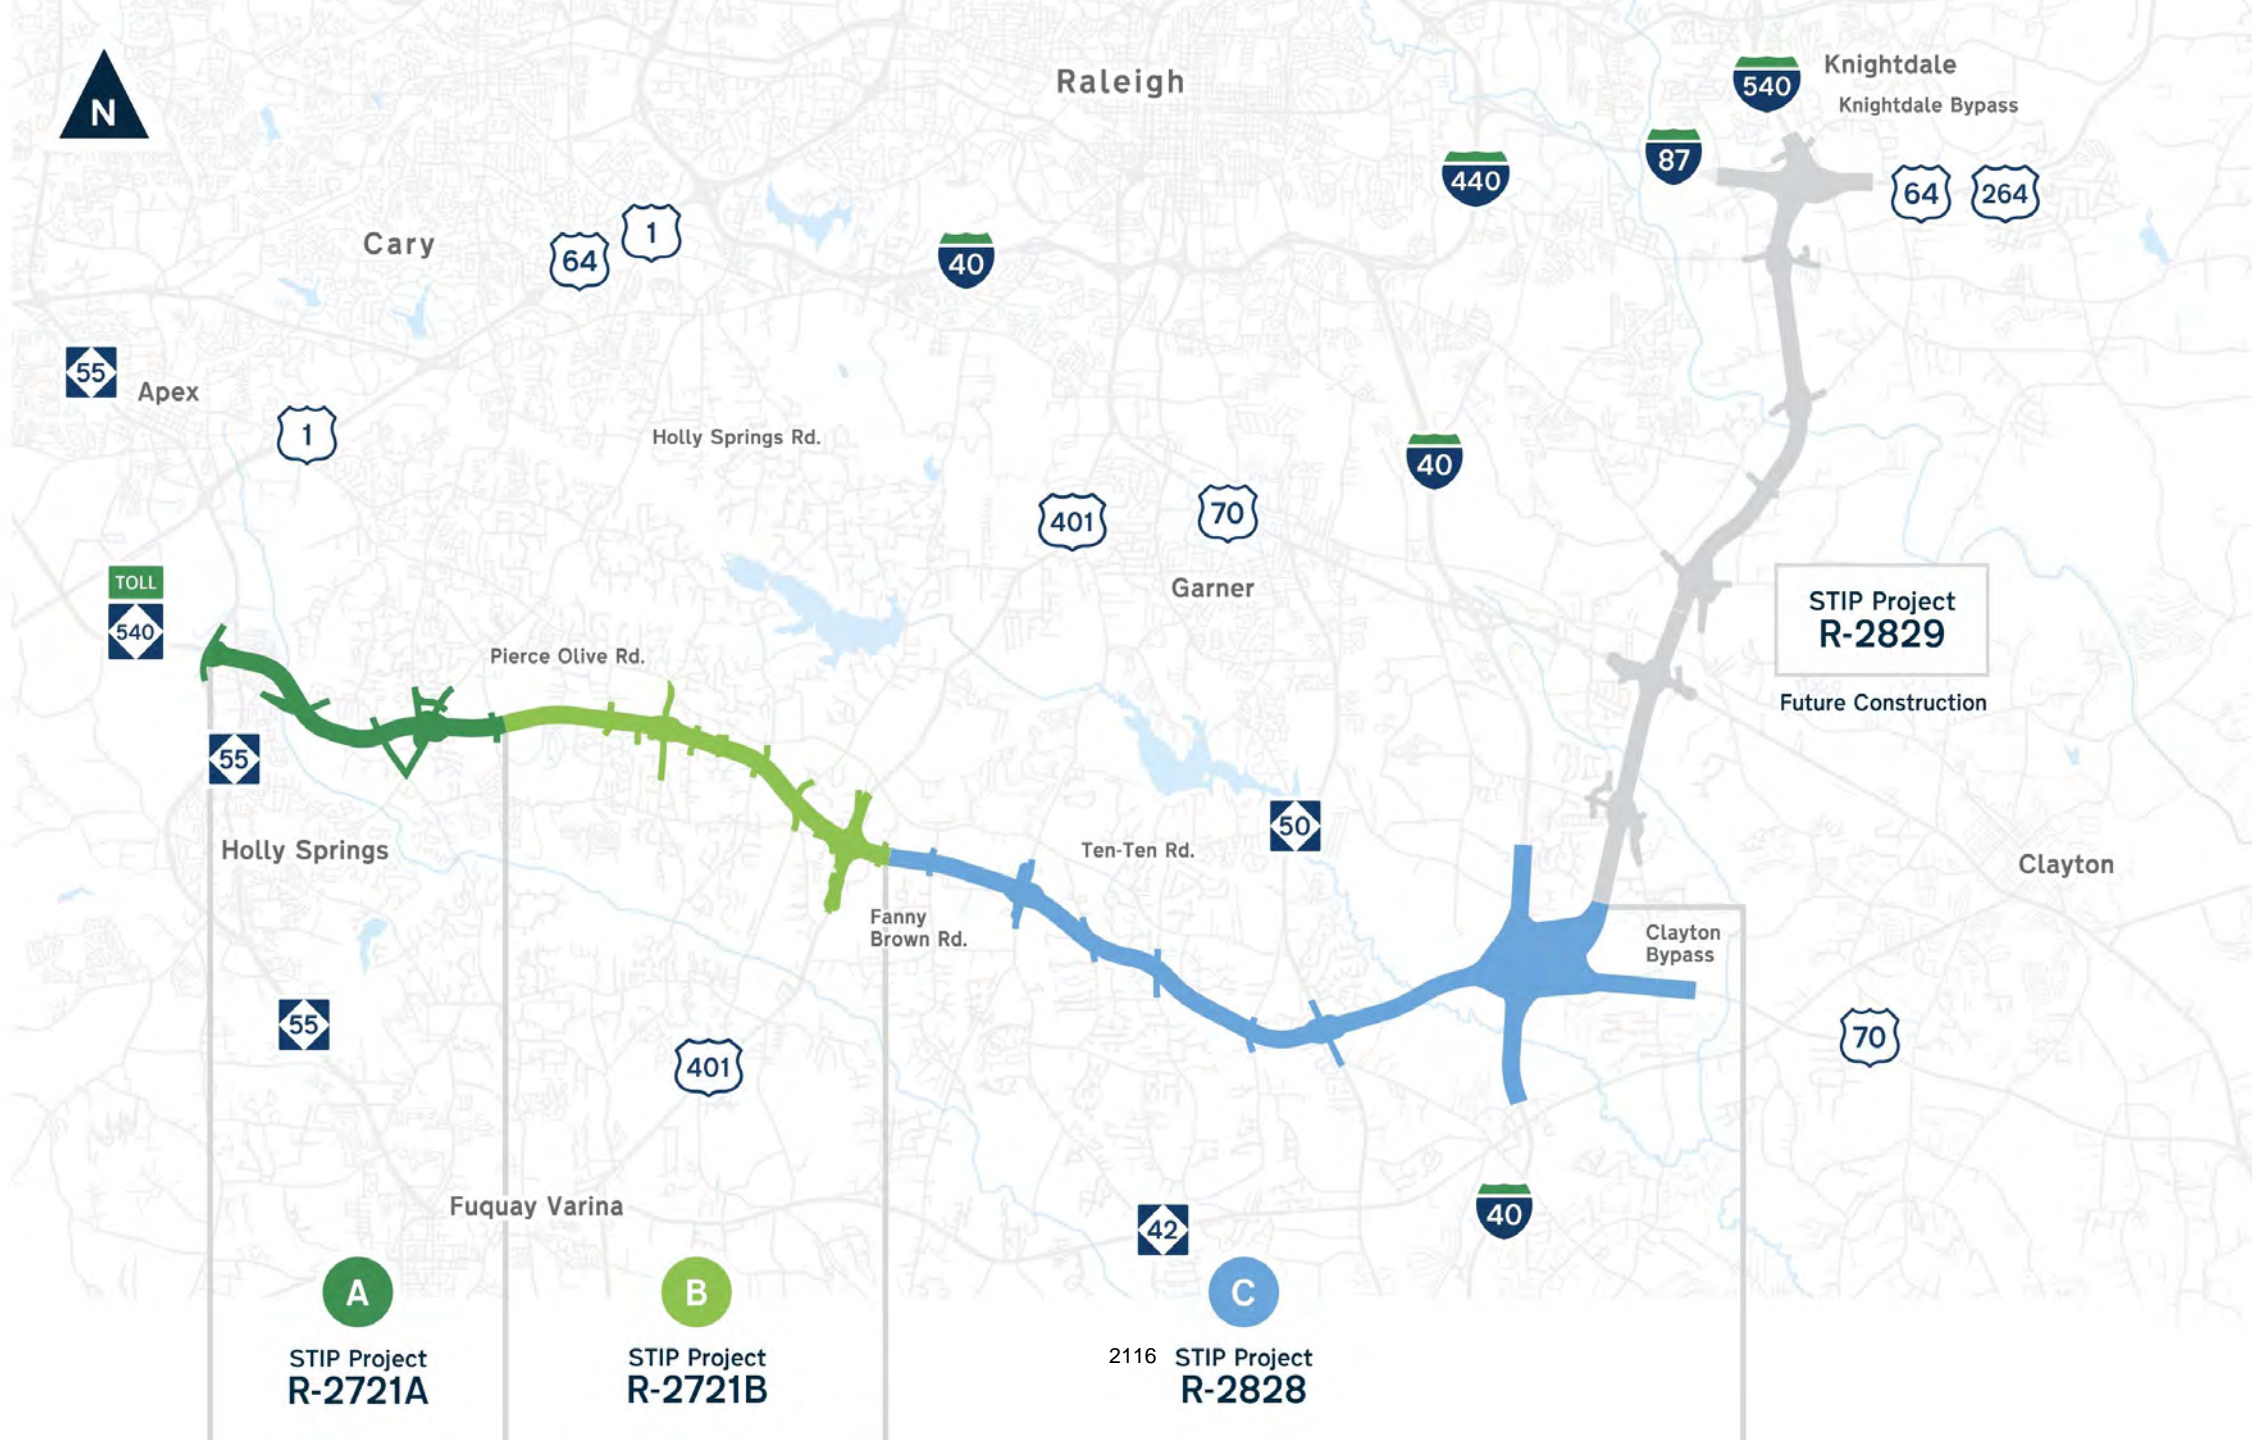 N
Raleigh
540
Knightdale
Knightdale Bypass
87
440
64
264
Cary
64
1
40
55
Apex
1
Holly Springs Rd.
40
401
70
Garner
TOLL
540
STIP Project
R-2829
Future Construction
Pierce Olive Rd.
55
Holly Springs
50
Ten-Ten Rd.
Clayton
Fanny
Brown Rd.
Clayton
Bypass
55
401
70
Fuquay Varina
42
40
A
STIP Project
R-2721A
B
STIP Project
R-2721B
C
2116 STIP Project
R-2828